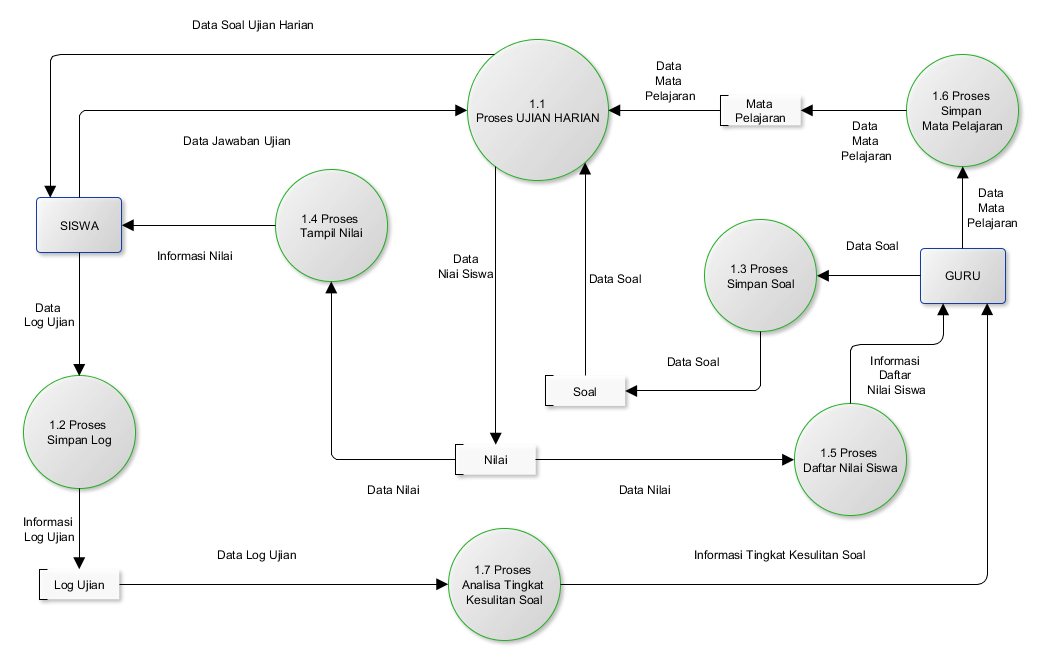 Data Soal Ujian Harian
1.1
Proses UJIAN HARIAN
Data
Mata
Pelajaran
Mata
Pelajaran
Data
Mata
Pelajaran
1.6 Proses
Simpan
Mata Pelajaran
Data Jawaban Ujian
SISWA
1.4 Proses
Tampil Nilai
Informasi Nilai
Data
Niai Siswa
Data Soal
1.3 Proses
Simpan Soal
Data Soal
Data
Mata
Pelajaran
GURU
Data
Log Ujian
Data Soal
Soal
Informasi
Daftar
Nilai Siswa
1.2 Proses
Simpan Log
Nilai
Data Nilai
Data Nilai
1.5 Proses
Daftar Nilai Siswa
Informasi
Log Ujian
Log Ujian
Data Log Ujian
1.7 Proses
Analisa Tingkat
Kesulitan Soal
Informasi Tingkat Kesulitan Soal